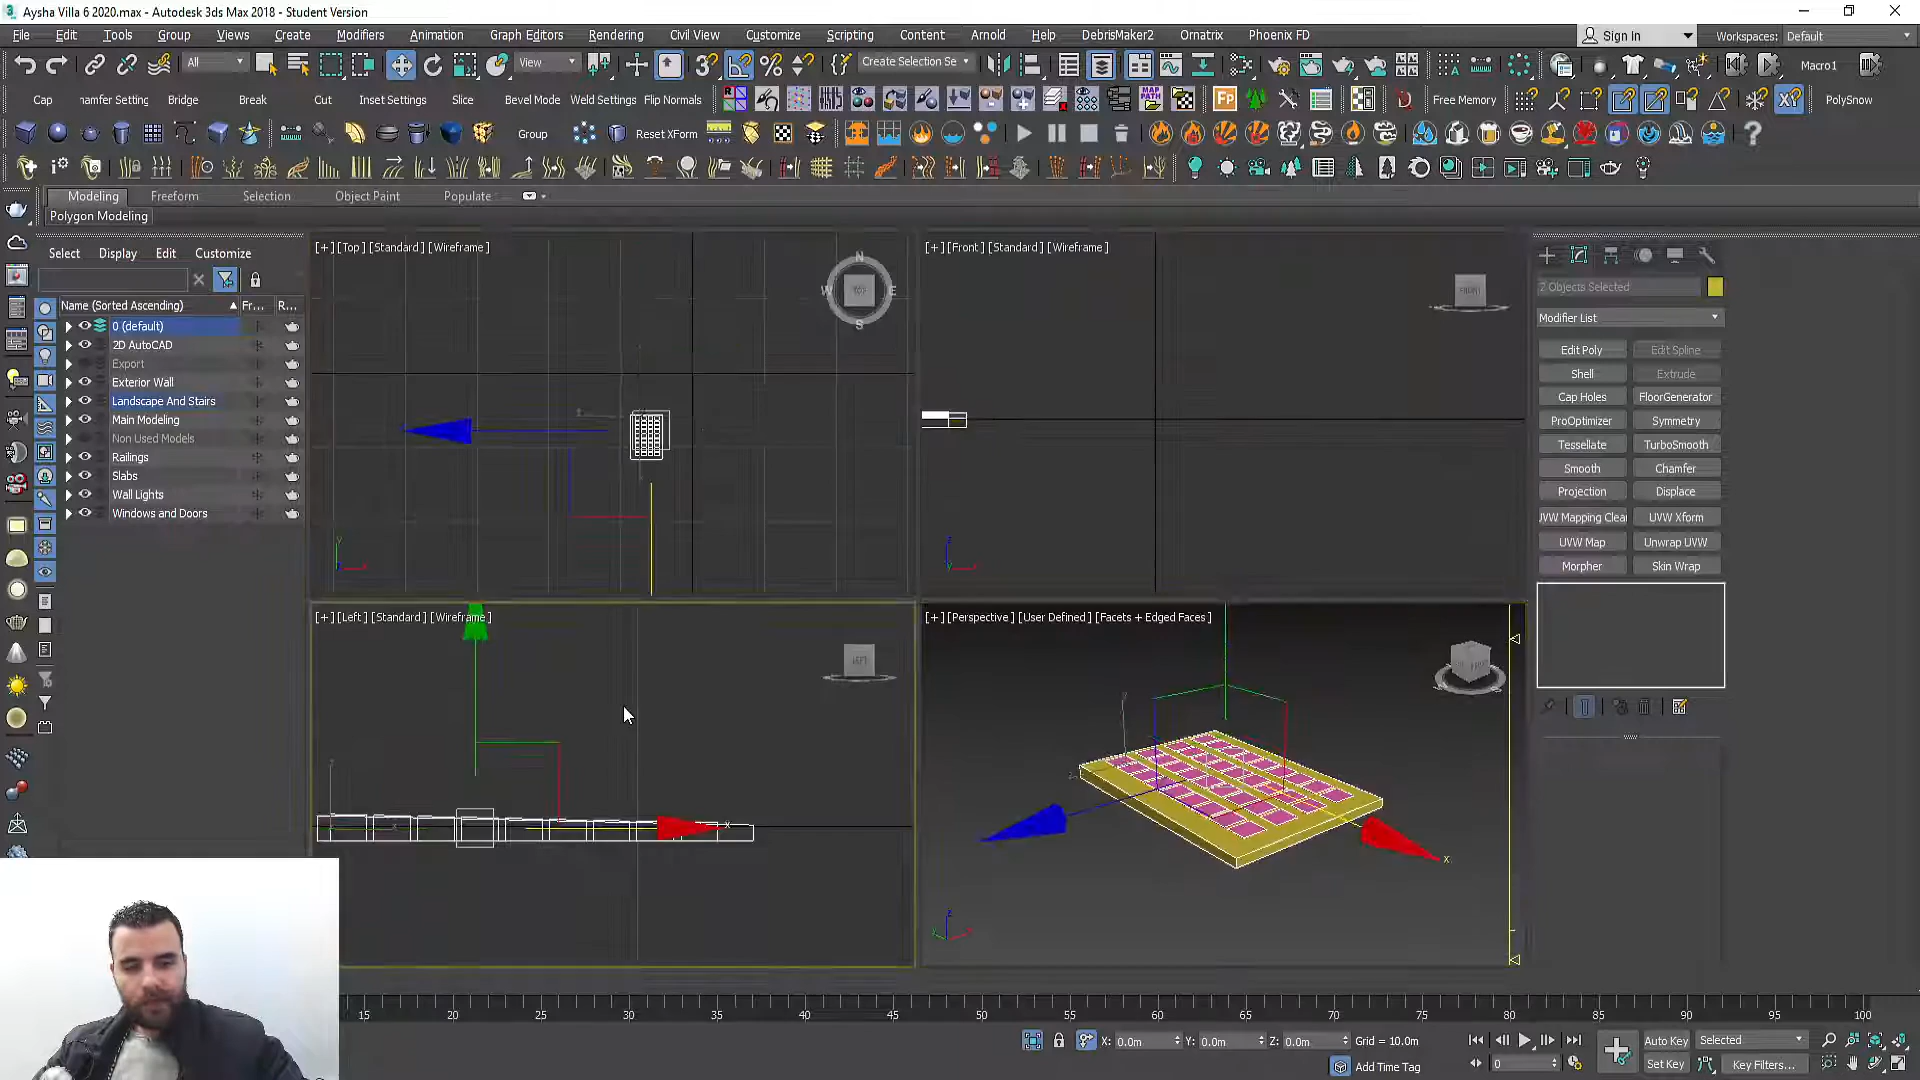 Aysha Villa 6 2020.max - Autodesk 3ds Max 2018 - Student Version
File Edit Tools Group Views Create Modifiers Animation Graph Editors Rendering Civil View Customize Scripting Content Arnold Help DebrisMaker2 Ornatrix Phoenix FD Sign In Workspaces: Default
All View Create Selection Se Macro1
Cap hamfer Setting Bridge Break Cut Inset Settings Slice Bevel Mode Weld Settings Flip Normals Free Memory PolySnow
Group Reset XForm
Modeling Freeform Selection Object Paint Populate
Polygon Modeling
Select Display Edit Customize
Name (Sorted Ascending) Fr... R...
0 (default)
2D AutoCAD
Export
Exterior Wall
Landscape And Stairs
Main Modeling
Non Used Models
Railings
Slabs
Wall Lights
Windows and Doors
[+] [Top] [Standard] [Wireframe]
N
W E
S
TOP
[+] [Front] [Standard] [Wireframe]
FRONT
[+] [Left] [Standard] [Wireframe]
LEFT
[+] [Perspective] [User Defined] [Facets + Edged Faces]
2 Objects Selected
Modifier List
Edit Poly Edit Spline
Shell Extrude
Cap Holes FloorGenerator
ProOptimizer Symmetry
Tessellate TurboSmooth
Smooth Chamfer
Projection Displace
UVW Mapping Clear UVW Xform
UVW Map Unwrap UVW
Morpher Skin Wrap
15 20 25 30 35 40 45 50 55 60 65 70 75 80 85 90 95 100
X: 0.0m Y: 0.0m Z: 0.0m Grid = 10.0m Auto Key Selected
Add Time Tag 0 Set Key Key Filters...